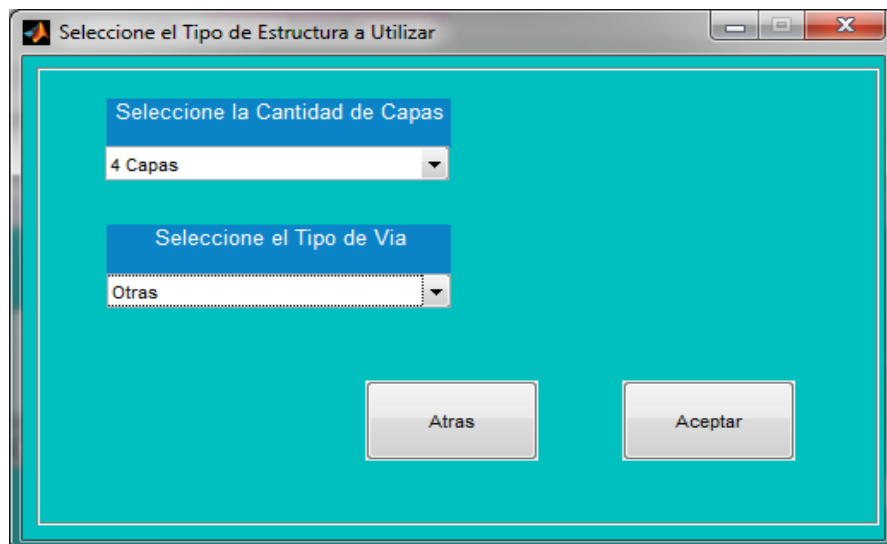 Seleccione el Tipo de Estructura a Utilizar
Seleccione la Cantidad de Capas
4 Capas
Seleccione el Tipo de Via
Otras
Atras
Aceptar